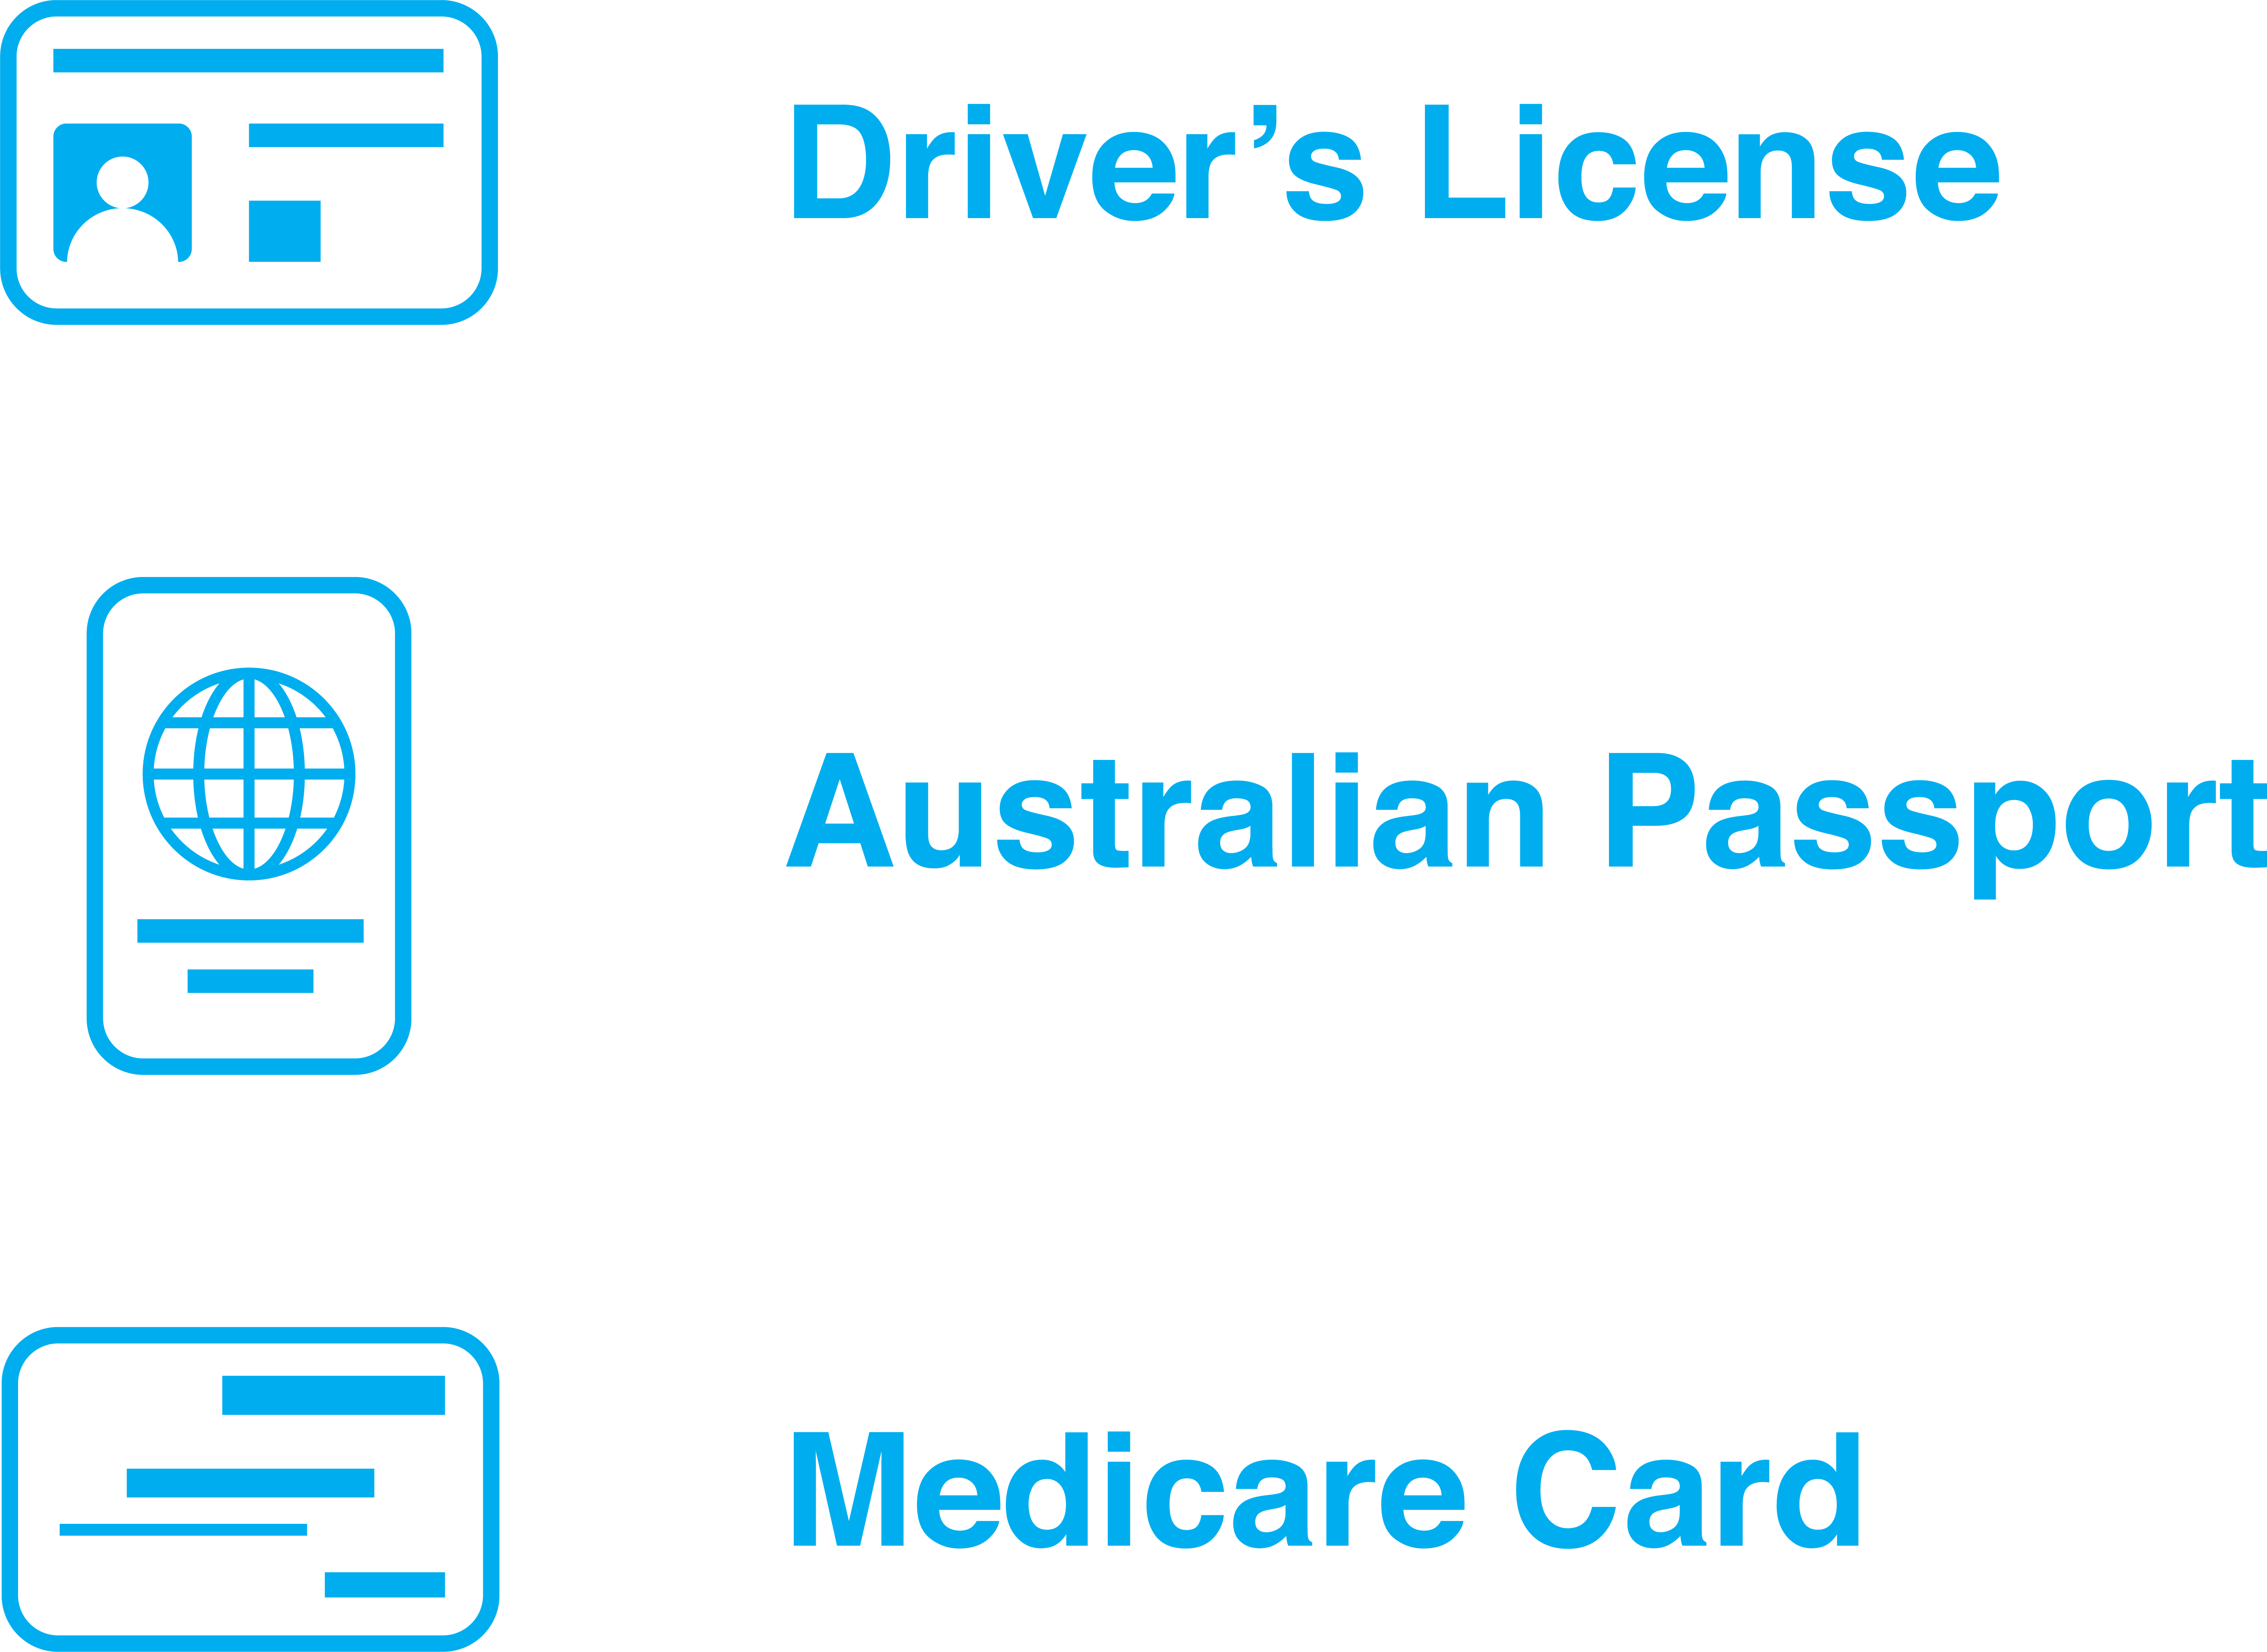 Driver’s License
Australian Passport
Medicare Card